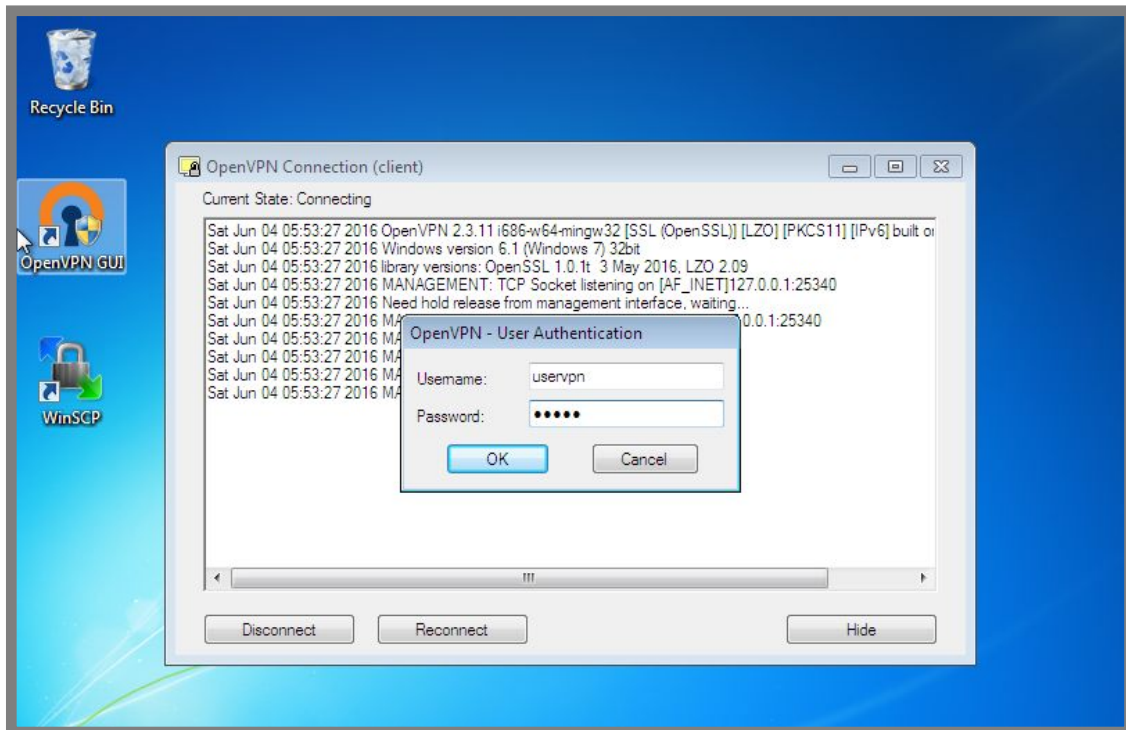 Recycle Bin
OpenVPN GUI
WinSCP
OpenVPN Connection (client)
Current State: Connecting
Sat Jun 04 05:53:27 2016 OpenVPN 2.3.11 i686-w64-mingw32 [SSL (OpenSSL)] [LZO] [PKCS11] [IPv6] built
Sat Jun 04 05:53:27 2016 Windows version 6.1 (Windows 7) 32bit
Sat Jun 04 05:53:27 2016 library versions: OpenSSL 1.0.1t 3 May 2016, LZO 2.09
Sat Jun 04 05:53:27 2016 MANAGEMENT: TCP Socket listening on [AF_INET]127.0.0.1:25340
Sat Jun 04 05:53:27 2016 Need hold release from management interface, waiting...
Sat Jun 04 05:53:27 2016 MA 0.0.1:25340
Sat Jun 04 05:53:27 2016 MA
Sat Jun 04 05:53:27 2016 MA
Sat Jun 04 05:53:27 2016 MA
Sat Jun 04 05:53:27 2016 MA
OpenVPN - User Authentication
Username: uservpn
Password: •••••
OK Cancel
Disconnect Reconnect Hide